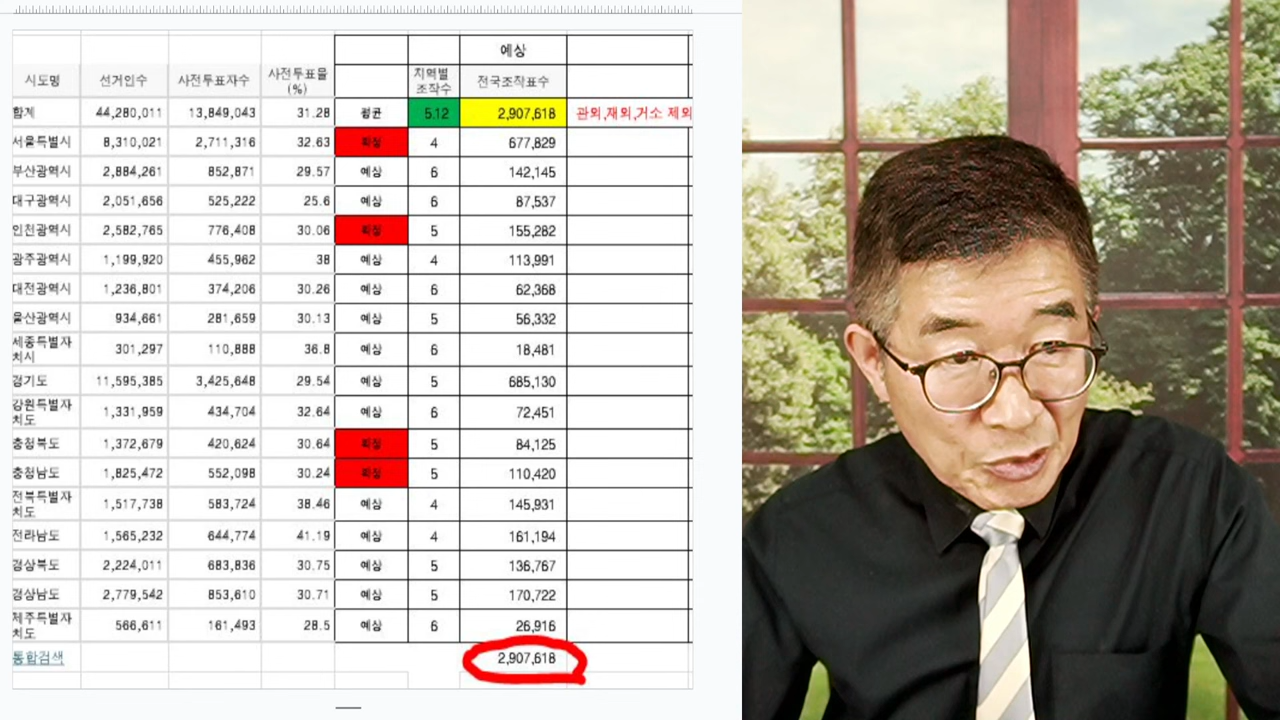 예상
시도명 선거인수 사전투표자수 사전투표율 (%) 지역별 조작수 전국조작표수
합계 44,280,011 13,849,043 31.28 평균 5.12 2,907,618 관외,재외,거소 제외
서울특별시 8,310,021 2,711,316 32.63 확정 4 677,829
부산광역시 2,884,261 852,871 29.57 예상 6 142,145
대구광역시 2,051,656 525,222 25.6 예상 6 87,537
인천광역시 2,582,765 776,408 30.06 확정 5 155,282
광주광역시 1,199,920 455,962 38 예상 4 113,991
대전광역시 1,236,801 374,206 30.26 예상 6 62,368
울산광역시 934,661 281,659 30.13 예상 5 56,332
세종특별자치시 301,297 110,888 36.8 예상 6 18,481
경기도 11,595,385 3,425,648 29.54 예상 5 685,130
강원특별자치도 1,331,959 434,704 32.64 예상 6 72,451
충청북도 1,372,679 420,624 30.64 확정 5 84,125
충청남도 1,825,472 552,098 30.24 확정 5 110,420
전북특별자치도 1,517,738 583,724 38.46 예상 4 145,931
전라남도 1,565,232 644,774 41.19 예상 4 161,194
경상북도 2,224,011 683,836 30.75 예상 5 136,767
경상남도 2,779,542 853,610 30.71 예상 5 170,722
제주특별자치도 566,611 161,493 28.5 예상 6 26,916
통합검색 2,907,618